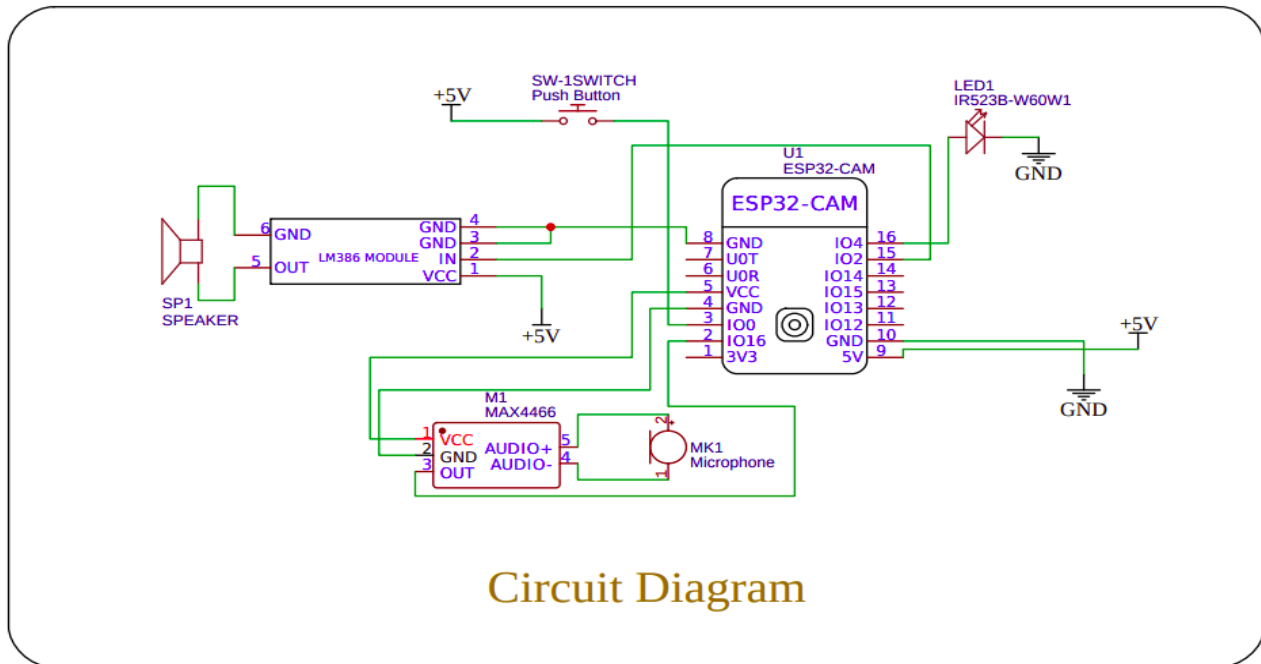 SW-1SWITCH
Push Button
+5V
LED1
IR523B-W60W1
GND
U1
ESP32-CAM
ESP32-CAM
6 GND
5 OUT
LM386 MODULE
GND 4
GND 3
IN 2
VCC 1
SP1
SPEAKER
+5V
8 GND
7 U0T
6 U0R
5 VCC
4 GND
3 IO0
2 IO16
1 3V3
IO4 16
IO2 15
IO14 14
IO15 13
IO13 12
IO12 11
GND 10
5V 9
+5V
GND
M1
MAX4466
1 VCC
2 GND
3 OUT
AUDIO+ 5
AUDIO- 4
2
+
1
MK1
Microphone
Circuit Diagram